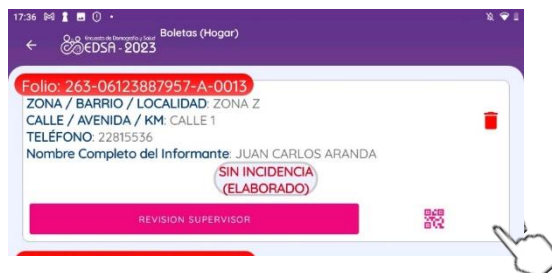 17:36
Encuesta de Demografía y Salud
EDSA - 2023
Boletas (Hogar)
Folio: 263-06123887957-A-0013
ZONA / BARRIO / LOCALIDAD: ZONA Z
CALLE / AVENIDA / KM: CALLE 1
TELÉFONO: 22815536
Nombre Completo del Informante: JUAN CARLOS ARANDA
SIN INCIDENCIA
(ELABORADO)
REVISION SUPERVISOR